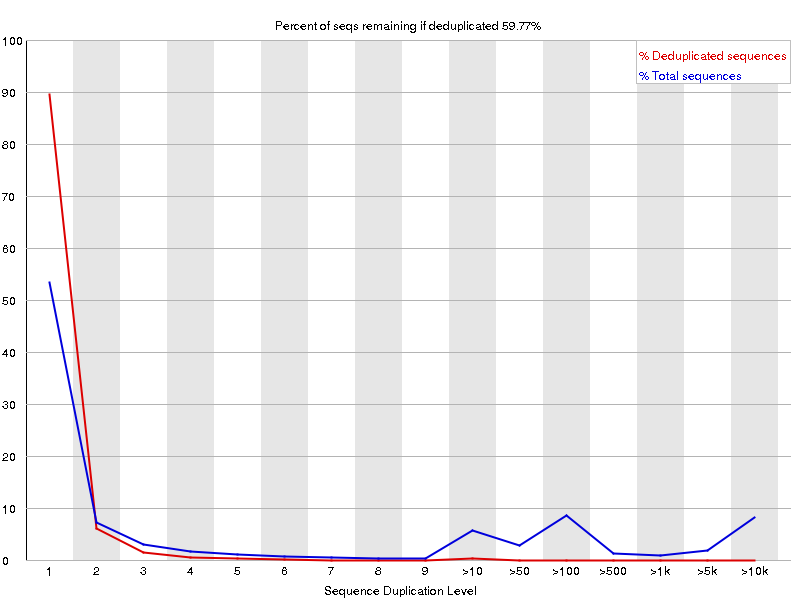 Percent of seqs remaining if deduplicated 59.77%
% Deduplicated sequences
% Total sequences
100
90
80
70
60
50
40
30
20
10
0
1 2 3 4 5 6 7 8 9 >10 >50 >100 >500 >1k >5k >10k
Sequence Duplication Level